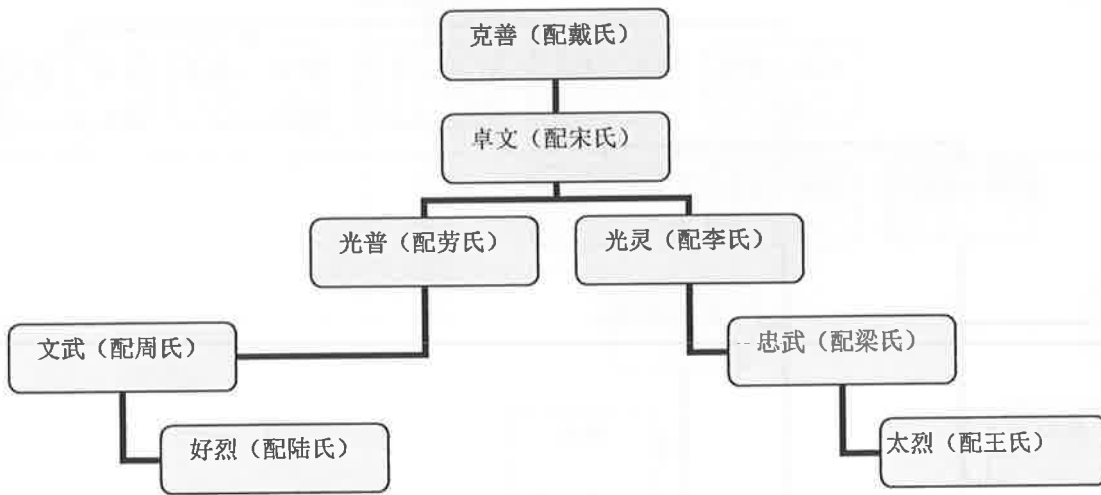 克善（配戴氏）
卓文（配宋氏）
光普（配劳氏）
光灵（配李氏）
文武（配周氏）
忠武（配梁氏）
好烈（配陆氏）
太烈（配王氏）